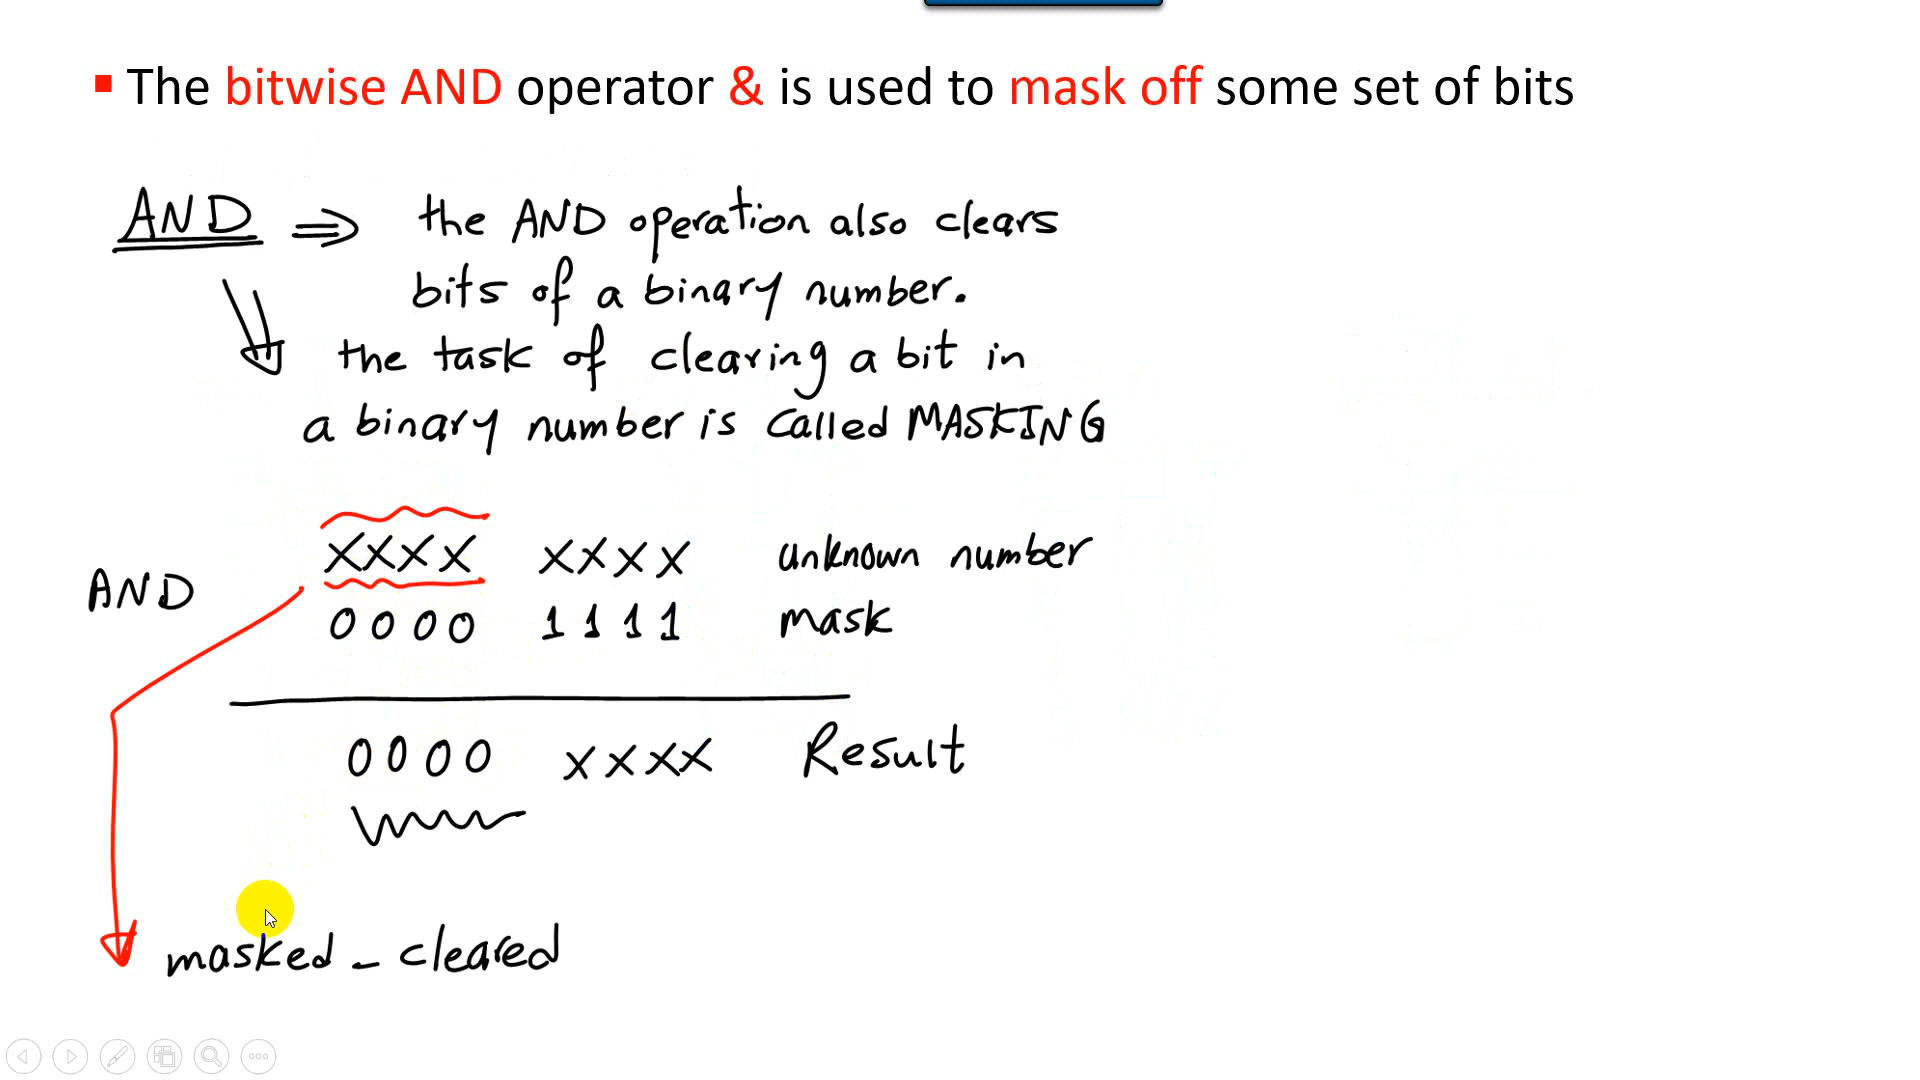 ▪ The bitwise AND operator & is used to mask off some set of bits
AND ⇒ the AND operation also clears
bits of a binary number.
the task of clearing a bit in
a binary number is called MASKING
XXXX XXXX unknown number
AND
0000 1111 mask
0000 XXXX Result
masked - cleared